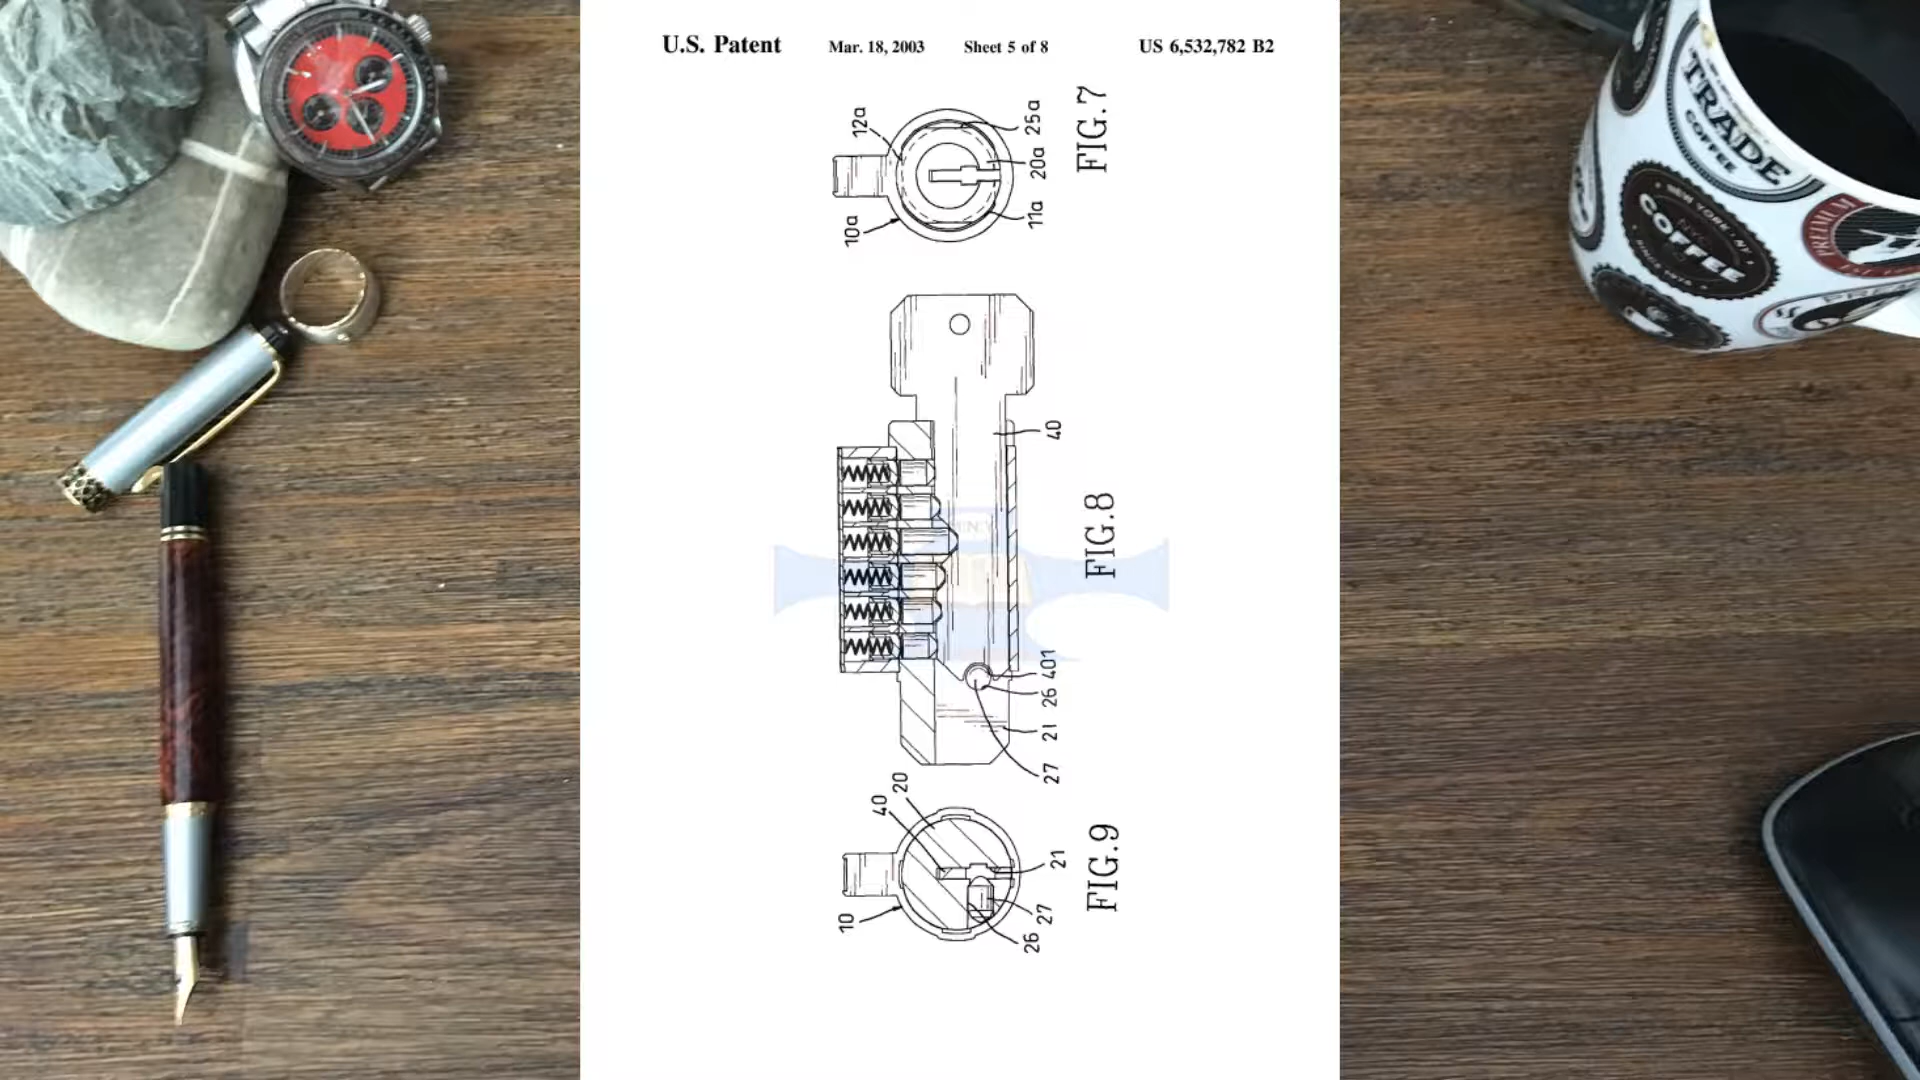 U.S. Patent Mar. 18, 2003 Sheet 5 of 8 US 6,532,782 B2
12a
25a
20a
11a
10a
FIG.7
40
401
26
21
27
FIG.8
40
20
21
27
26
10
FIG.9
TRADE
COFFEE
NEW YORK • NY
NYC
COFFEE
PREMIUM